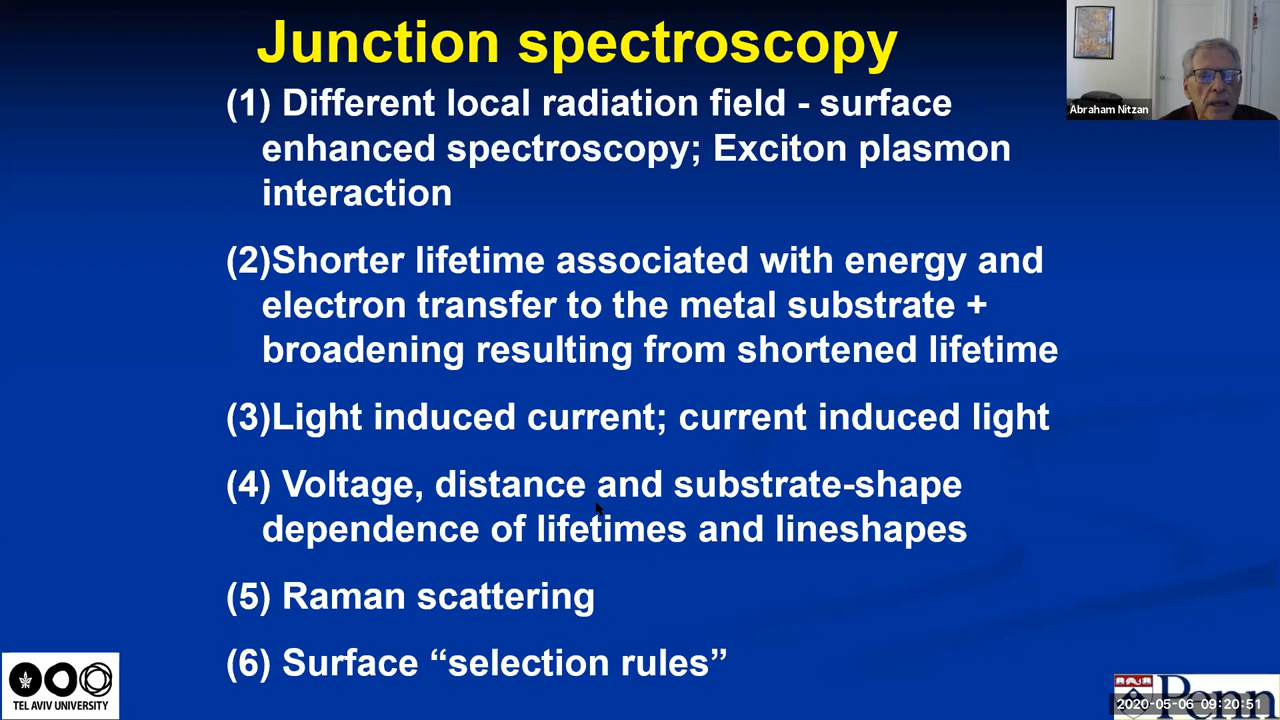 Junction spectroscopy
Abraham Nitzan
(1) Different local radiation field - surface
enhanced spectroscopy; Exciton plasmon
interaction
(2)Shorter lifetime associated with energy and
electron transfer to the metal substrate +
broadening resulting from shortened lifetime
(3)Light induced current; current induced light
(4) Voltage, distance and substrate-shape
dependence of lifetimes and lineshapes
(5) Raman scattering
(6) Surface “selection rules”
TEL AVIV UNIVERSITY
Penn
2020-05-06 09:20:51